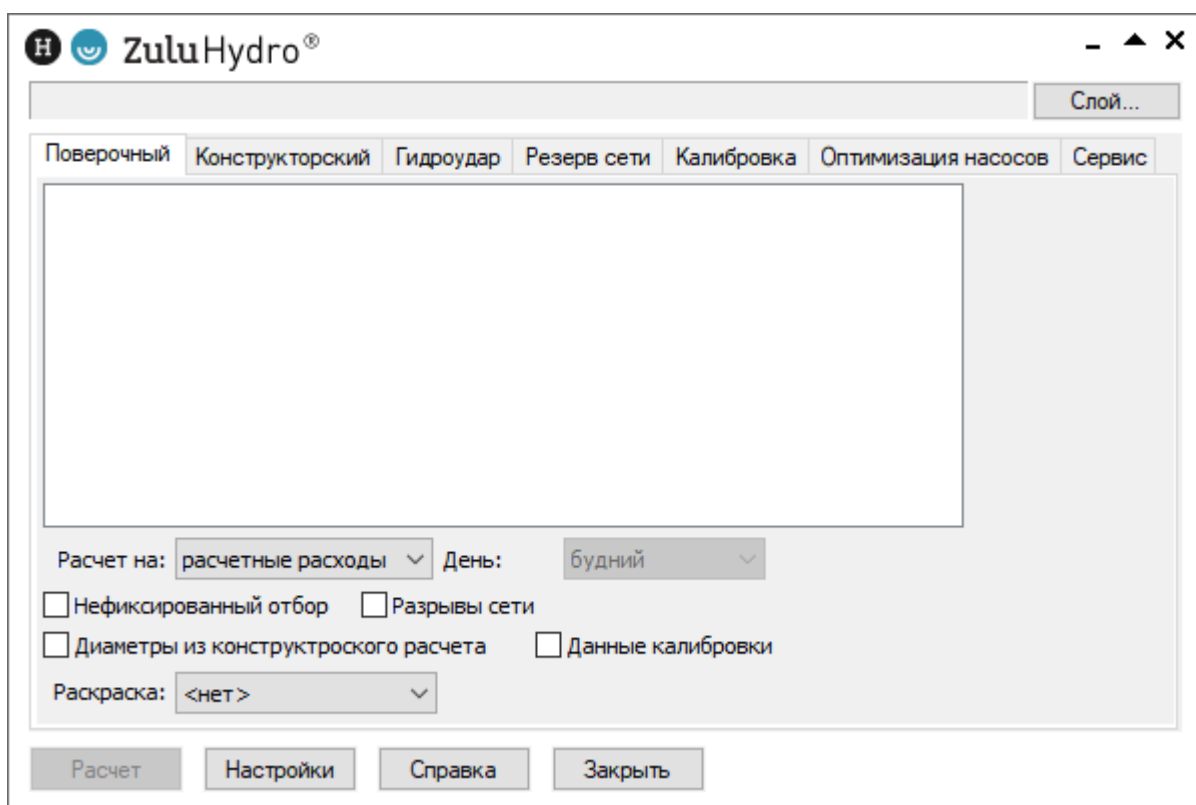 H ZuluHydro®
Слой...
Поверочный Конструкторский Гидроудар Резерв сети Калибровка Оптимизация насосов Сервис
Расчет на: расчетные расходы День: будний
Нефиксированный отбор Разрывы сети
Диаметры из конструктроского расчета Данные калибровки
Раскраска: <нет>
Расчет Настройки Справка Закрыть